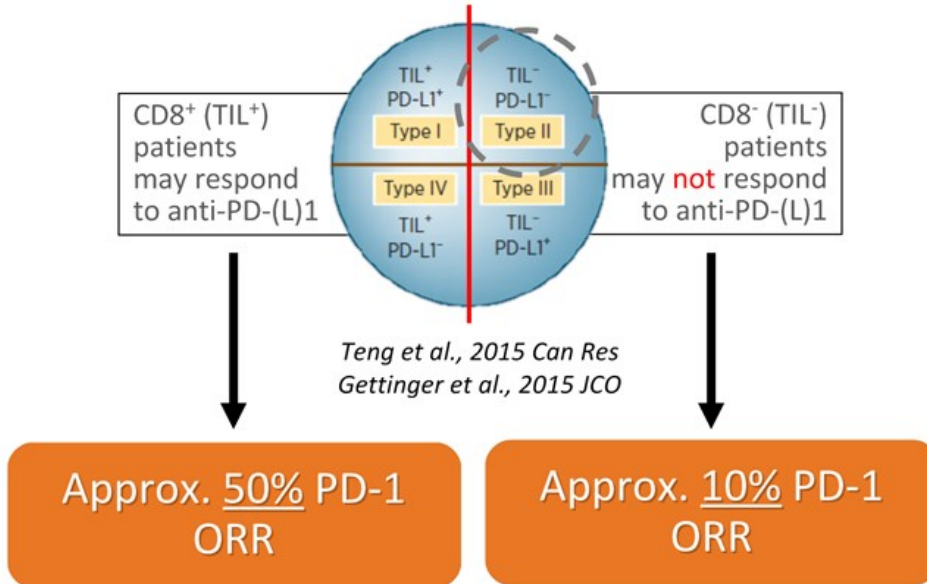 CD8⁺ (TIL⁺)
patients
may respond
to anti-PD-(L)1
TIL⁺
PD-L1⁺
Type I
TIL⁻
PD-L1⁻
Type II
Type IV
TIL⁺
PD-L1⁻
Type III
TIL⁻
PD-L1⁺
CD8⁻ (TIL⁻)
patients
may not respond
to anti-PD-(L)1
Teng et al., 2015 Can Res
Gettinger et al., 2015 JCO
Approx. 50% PD-1
ORR
Approx. 10% PD-1
ORR